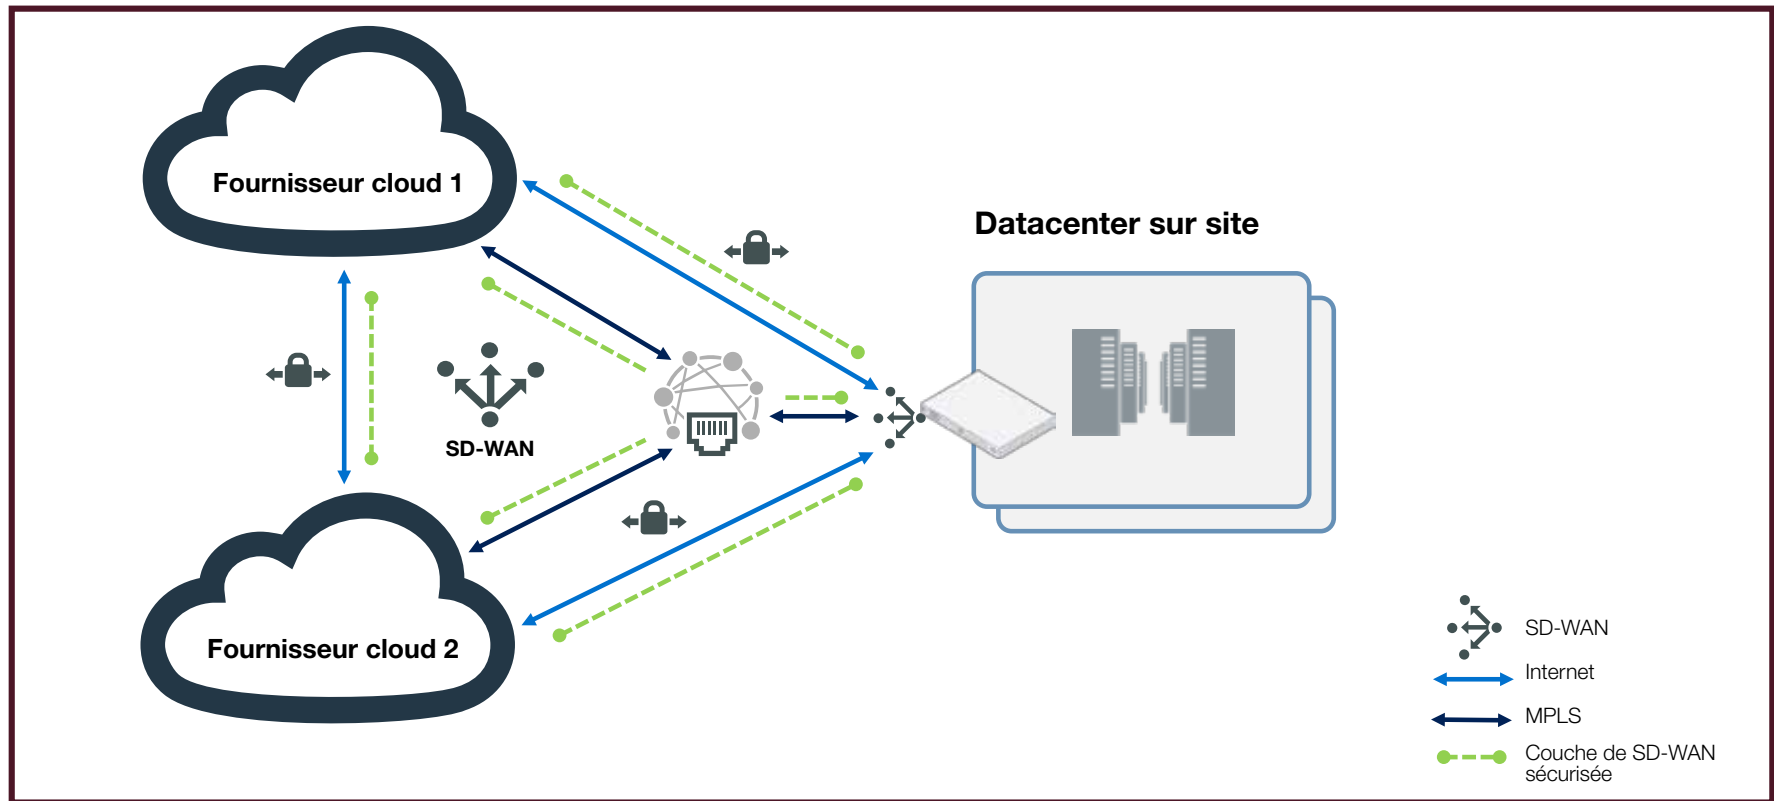 Fournisseur cloud 1
Datacenter sur site
SD-WAN
Fournisseur cloud 2
SD-WAN
Internet
MPLS
Couche de SD-WAN
sécurisée